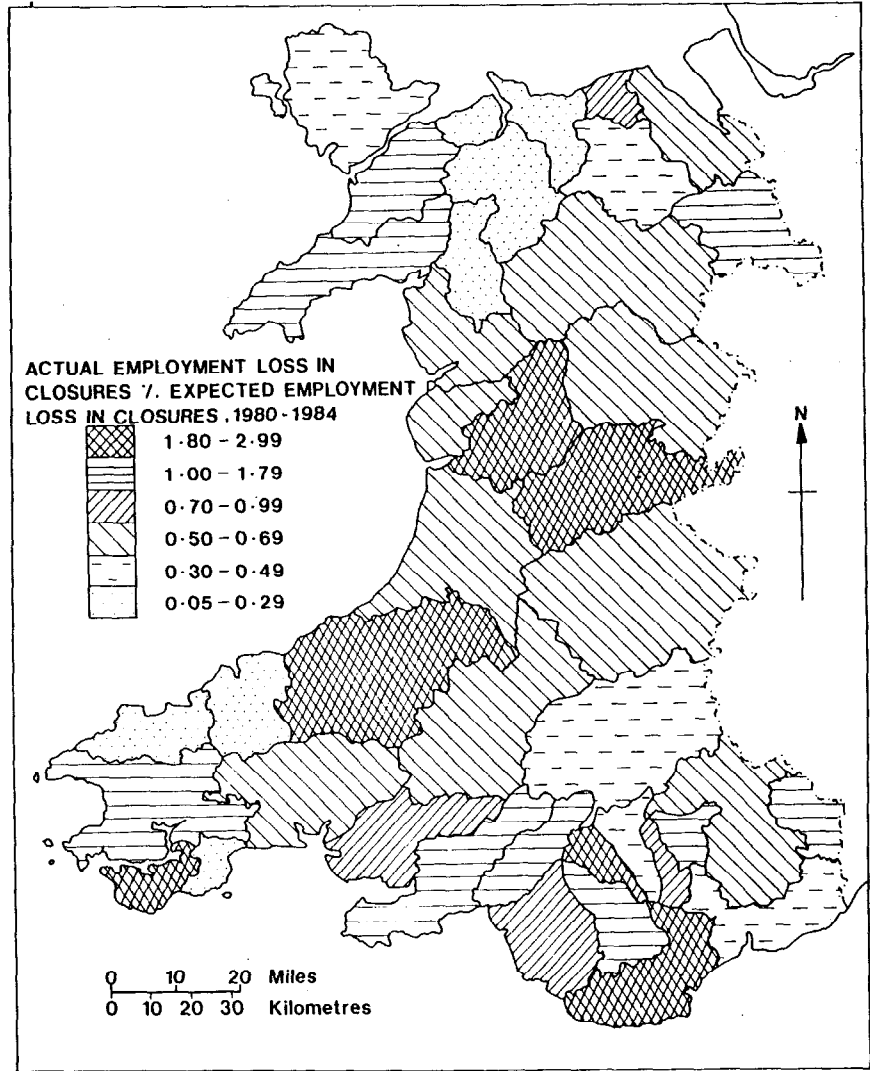 ACTUAL EMPLOYMENT LOSS IN
CLOSURES ٪. EXPECTED EMPLOYMENT
LOSS IN CLOSURES , 1980-1984
1·80 - 2·99
1·00 - 1·79
0·70 - 0·99
0·50 - 0·69
0·30 - 0·49
0·05 - 0·29
N
0 10 20 Miles
0 10 20 30 Kilometres